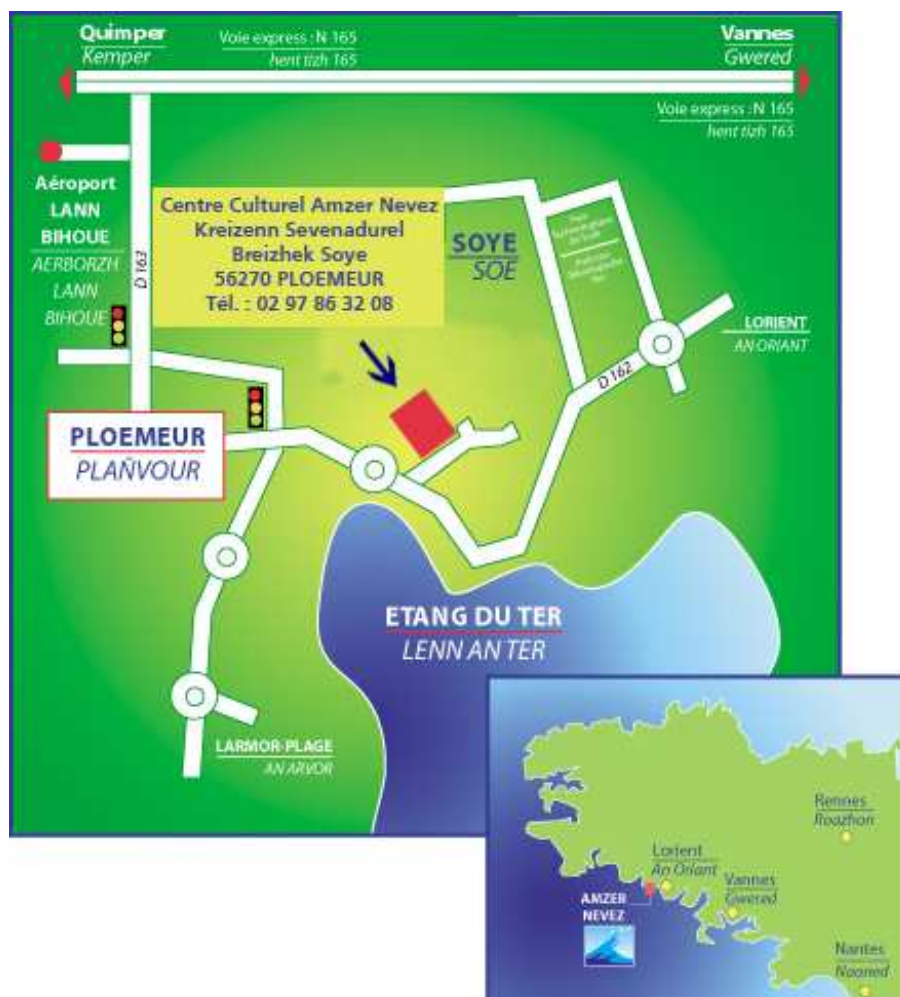 Quimper
Kemper
Voie express : N 165
hent tizh 165
Vannes
Gwered
Voie express : N 165
hent tizh 165
Aéroport
LANN
BIHOUE
AERBORZH
LANN
BIHOUE
D 163
Centre Culturel Amzer Nevez
Kreizenn Sevenadurel
Breizhek Soye
56270 PLOEMEUR
Tél. : 02 97 86 32 08
SOYE
SOE
LORIENT
AN ORIANT
D 162
PLOEMEUR
PLAÑVOUR
ETANG DU TER
LENN AN TER
LARMOR-PLAGE
AN ARVOR
Rennes
Roazhon
Lorient
An Oriant
Vannes
Gwered
AMZER
NEVEZ
Nantes
Naoned